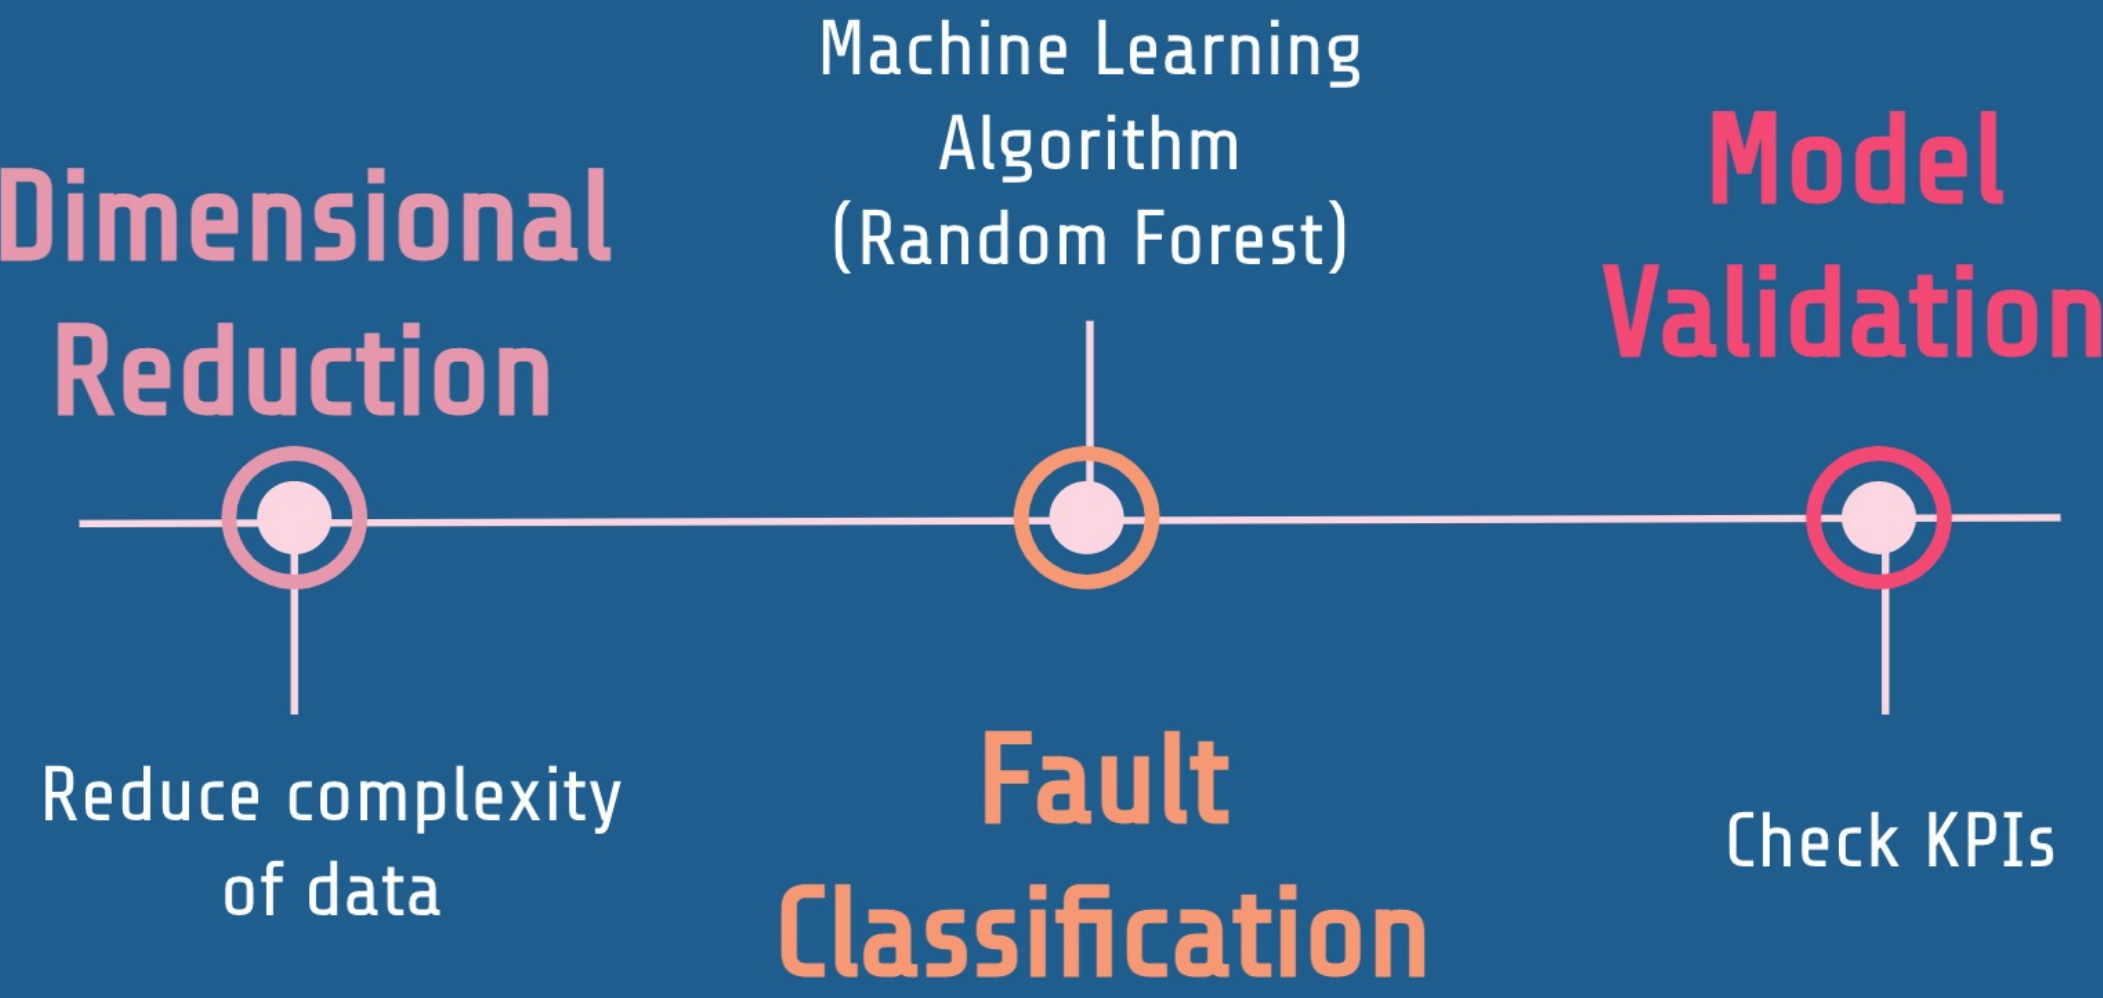 Dimensional
Reduction
Reduce complexity
of data
Machine Learning
Algorithm
(Random Forest)
Fault
Classification
Model
Validation
Check KPIs